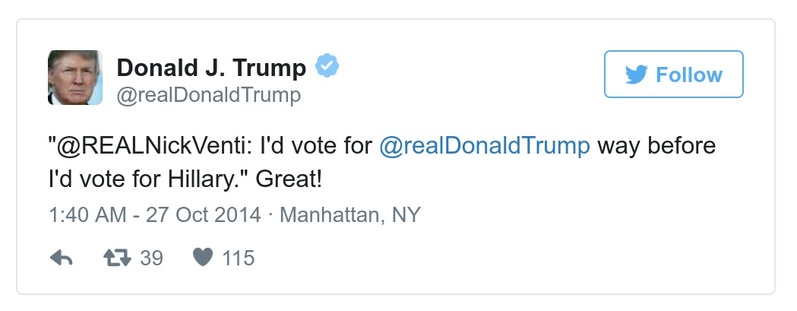 Donald J. Trump
@realDonaldTrump
Follow
"@REALNickVenti: I'd vote for @realDonaldTrump way before
I'd vote for Hillary." Great!
1:40 AM - 27 Oct 2014 · Manhattan, NY
39 115